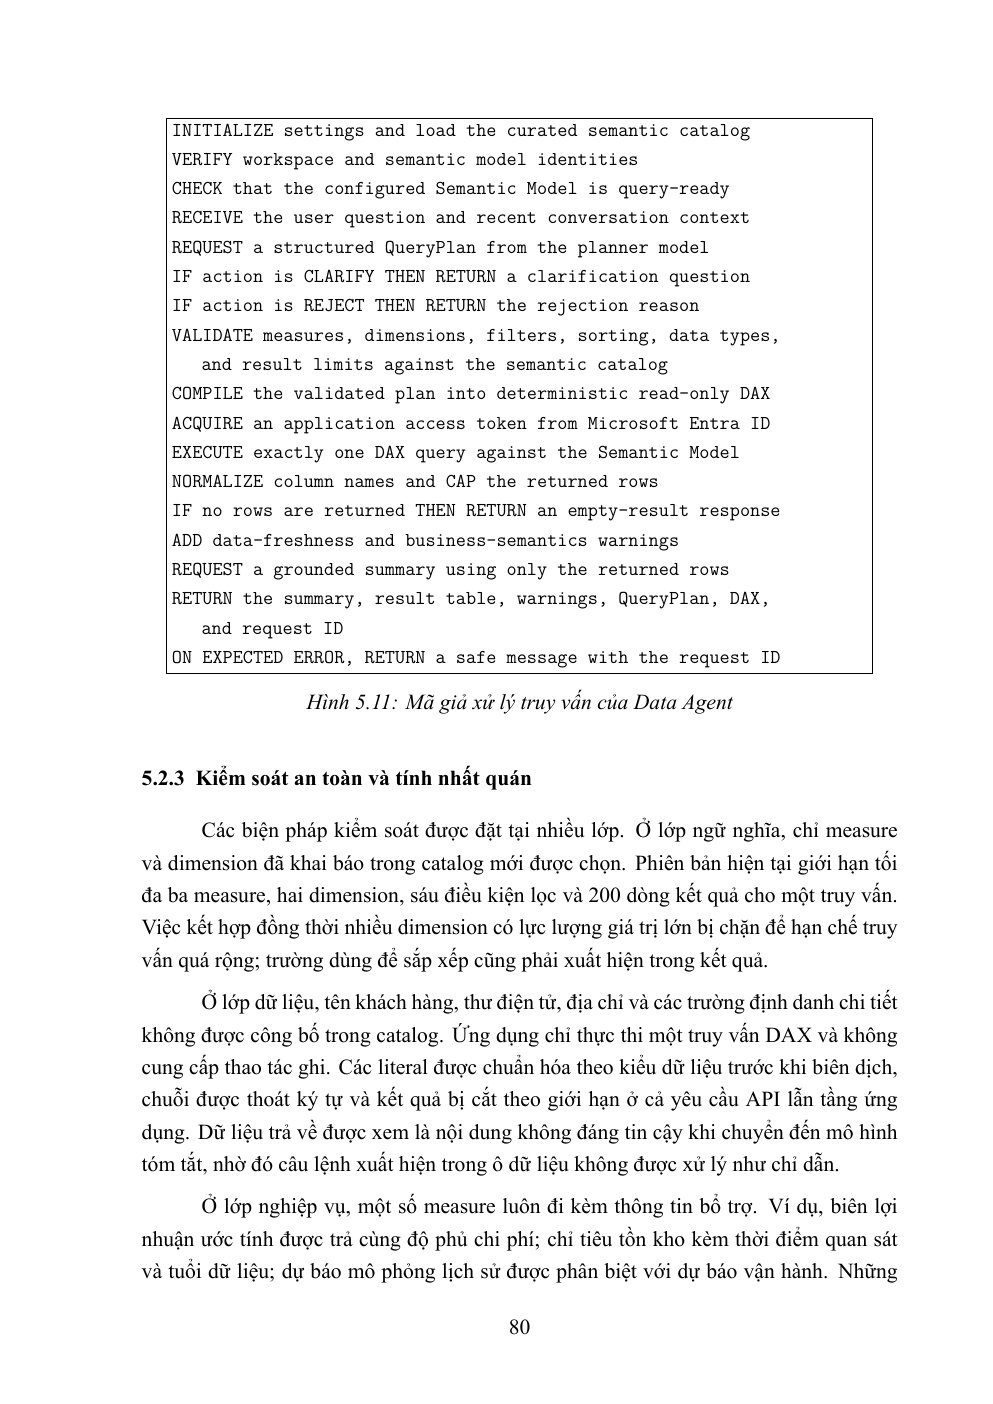 INITIALIZE settings and load the curated semantic catalog
VERIFY workspace and semantic model identities
CHECK that the configured Semantic Model is query-ready
RECEIVE the user question and recent conversation context
REQUEST a structured QueryPlan from the planner model
IF action is CLARIFY THEN RETURN a clarification question
IF action is REJECT THEN RETURN the rejection reason
VALIDATE measures, dimensions, filters, sorting, data types,
and result limits against the semantic catalog
COMPILE the validated plan into deterministic read-only DAX
ACQUIRE an application access token from Microsoft Entra ID
EXECUTE exactly one DAX query against the Semantic Model
NORMALIZE column names and CAP the returned rows
IF no rows are returned THEN RETURN an empty-result response
ADD data-freshness and business-semantics warnings
REQUEST a grounded summary using only the returned rows
RETURN the summary, result table, warnings, QueryPlan, DAX,
and request ID
ON EXPECTED ERROR, RETURN a safe message with the request ID
Hình 5.11: Mã giả xử lý truy vấn của Data Agent
5.2.3 Kiểm soát an toàn và tính nhất quán
Các biện pháp kiểm soát được đặt tại nhiều lớp. Ở lớp ngữ nghĩa, chỉ measure
và dimension đã khai báo trong catalog mới được chọn. Phiên bản hiện tại giới hạn tối
đa ba measure, hai dimension, sáu điều kiện lọc và 200 dòng kết quả cho một truy vấn.
Việc kết hợp đồng thời nhiều dimension có lực lượng giá trị lớn bị chặn để hạn chế truy
vấn quá rộng; trường dùng để sắp xếp cũng phải xuất hiện trong kết quả.
Ở lớp dữ liệu, tên khách hàng, thư điện tử, địa chỉ và các trường định danh chi tiết
không được công bố trong catalog. Ứng dụng chỉ thực thi một truy vấn DAX và không
cung cấp thao tác ghi. Các literal được chuẩn hóa theo kiểu dữ liệu trước khi biên dịch,
chuỗi được thoát ký tự và kết quả bị cắt theo giới hạn ở cả yêu cầu API lẫn tầng ứng
dụng. Dữ liệu trả về được xem là nội dung không đáng tin cậy khi chuyển đến mô hình
tóm tắt, nhờ đó câu lệnh xuất hiện trong ô dữ liệu không được xử lý như chỉ dẫn.
Ở lớp nghiệp vụ, một số measure luôn đi kèm thông tin bổ trợ. Ví dụ, biên lợi
nhuận ước tính được trả cùng độ phủ chi phí; chỉ tiêu tồn kho kèm thời điểm quan sát
và tuổi dữ liệu; dự báo mô phỏng lịch sử được phân biệt với dự báo vận hành. Những
80